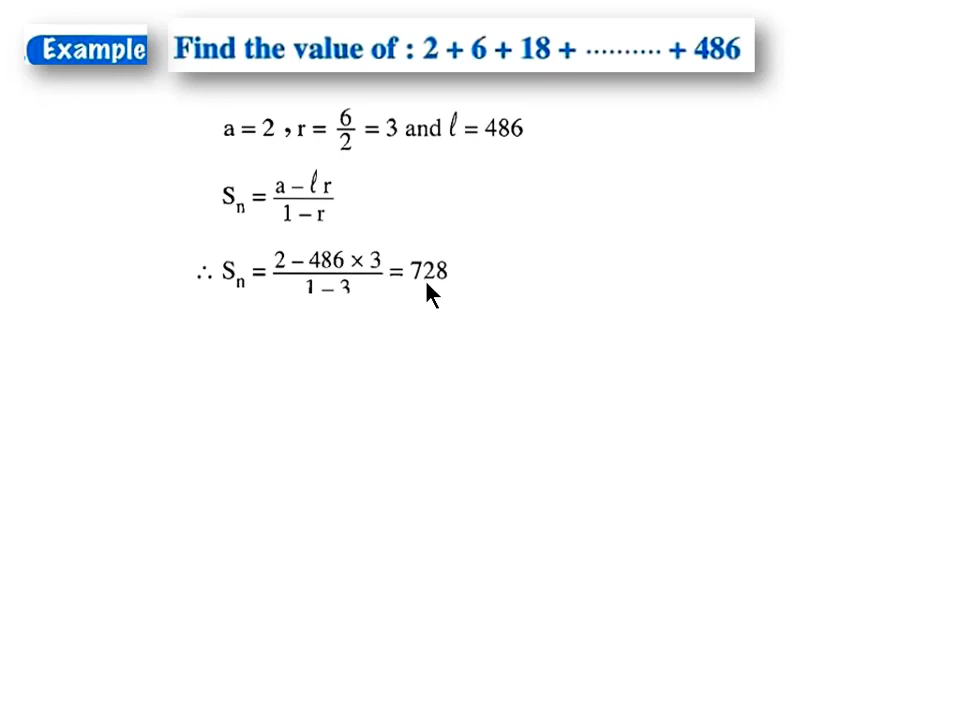 Example Find the value of : 2 + 6 + 18 + ·········· + 486
a = 2 , r = 6/2 = 3 and ℓ = 486
Sₙ = (a – ℓ r)/(1 – r)
∴ Sₙ = (2 – 486 × 3)/(1 – 3) = 728